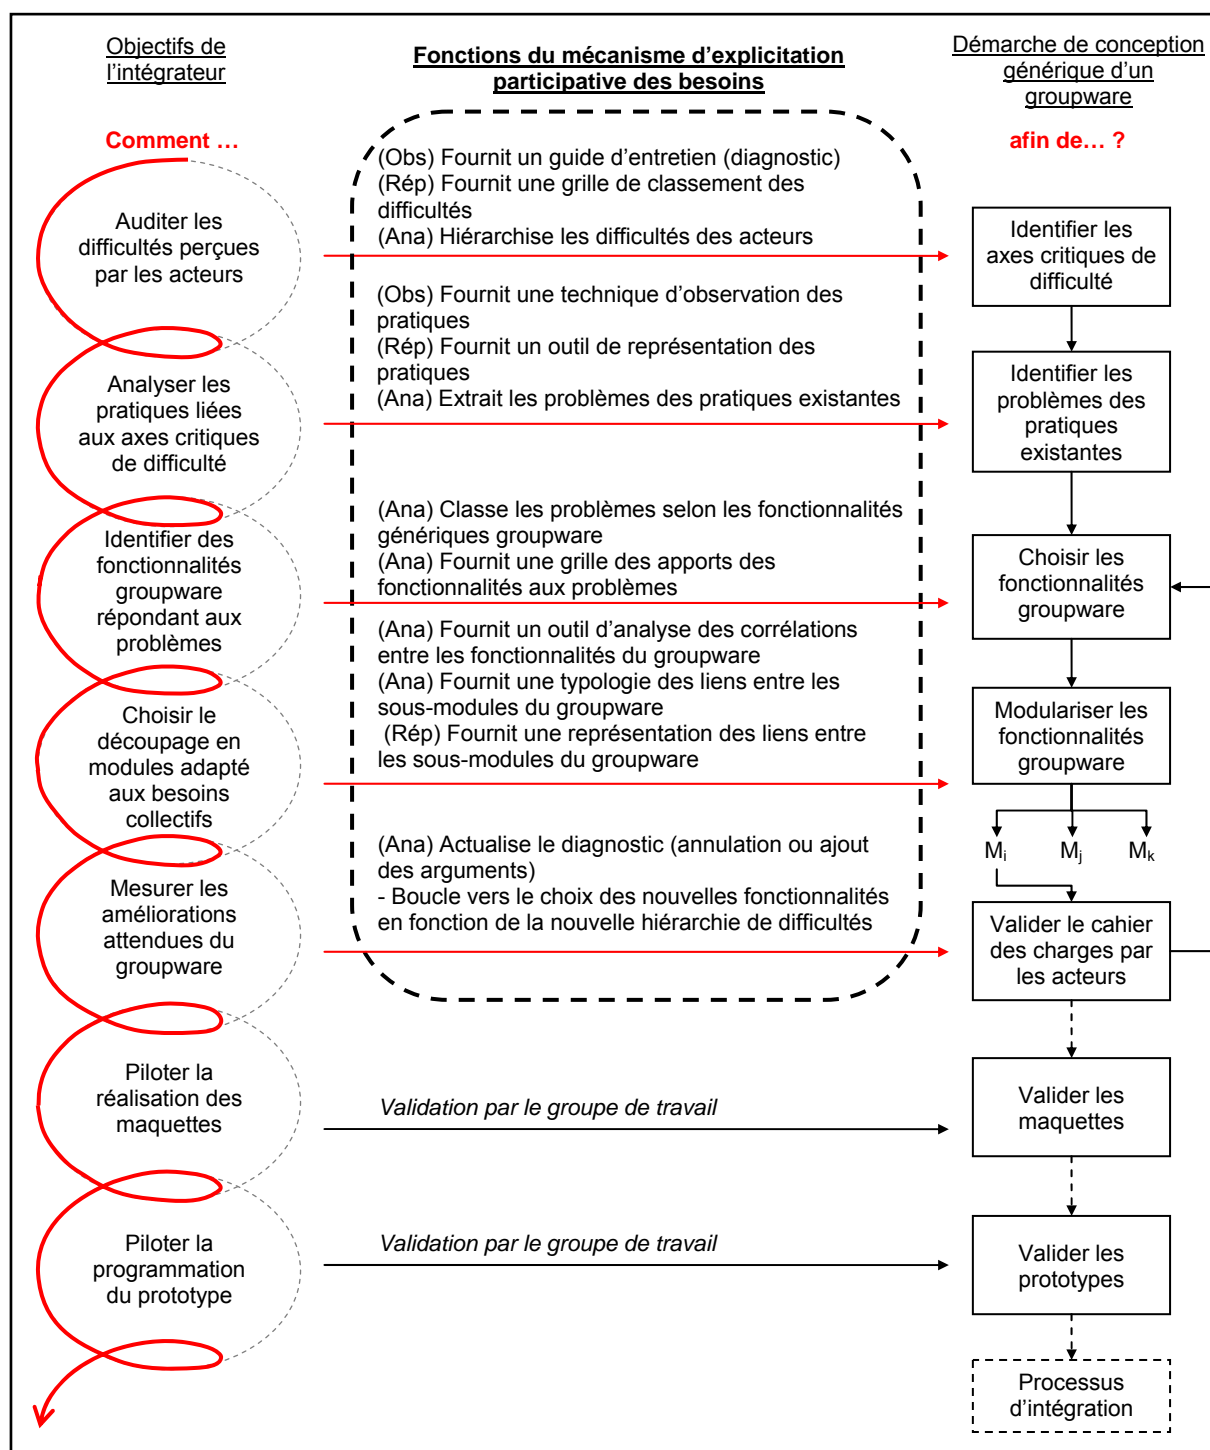 Objectifs de
l'intégrateur
Fonctions du mécanisme d'explicitation
participative des besoins
Démarche de conception
générique d'un
groupware
Comment …
afin de… ?
Auditer les
difficultés perçues
par les acteurs
(Obs) Fournit un guide d'entretien (diagnostic)
(Rép) Fournit une grille de classement des
difficultés
(Ana) Hiérarchise les difficultés des acteurs
Identifier les
axes critiques de
difficulté
Analyser les
pratiques liées
aux axes critiques
de difficulté
(Obs) Fournit une technique d'observation des
pratiques
(Rép) Fournit un outil de représentation des
pratiques
(Ana) Extrait les problèmes des pratiques existantes
Identifier les
problèmes des
pratiques
existantes
Identifier des
fonctionnalités
groupware
répondant aux
problèmes
(Ana) Classe les problèmes selon les fonctionnalités
génériques groupware
(Ana) Fournit une grille des apports des
fonctionnalités aux problèmes
Choisir les
fonctionnalités
groupware
Choisir le
découpage en
modules adapté
aux besoins
collectifs
(Ana) Fournit un outil d'analyse des corrélations
entre les fonctionnalités du groupware
(Ana) Fournit une typologie des liens entre les
sous-modules du groupware
(Rép) Fournit une représentation des liens entre
les sous-modules du groupware
Modulariser les
fonctionnalités
groupware
Mi Mj Mk
Mesurer les
améliorations
attendues du
groupware
(Ana) Actualise le diagnostic (annulation ou ajout
des arguments)
- Boucle vers le choix des nouvelles fonctionnalités
en fonction de la nouvelle hiérarchie de difficultés
Valider le cahier
des charges par
les acteurs
Piloter la
réalisation des
maquettes
Validation par le groupe de travail
Valider les
maquettes
Piloter la
programmation
du prototype
Validation par le groupe de travail
Valider les
prototypes
Processus
d'intégration